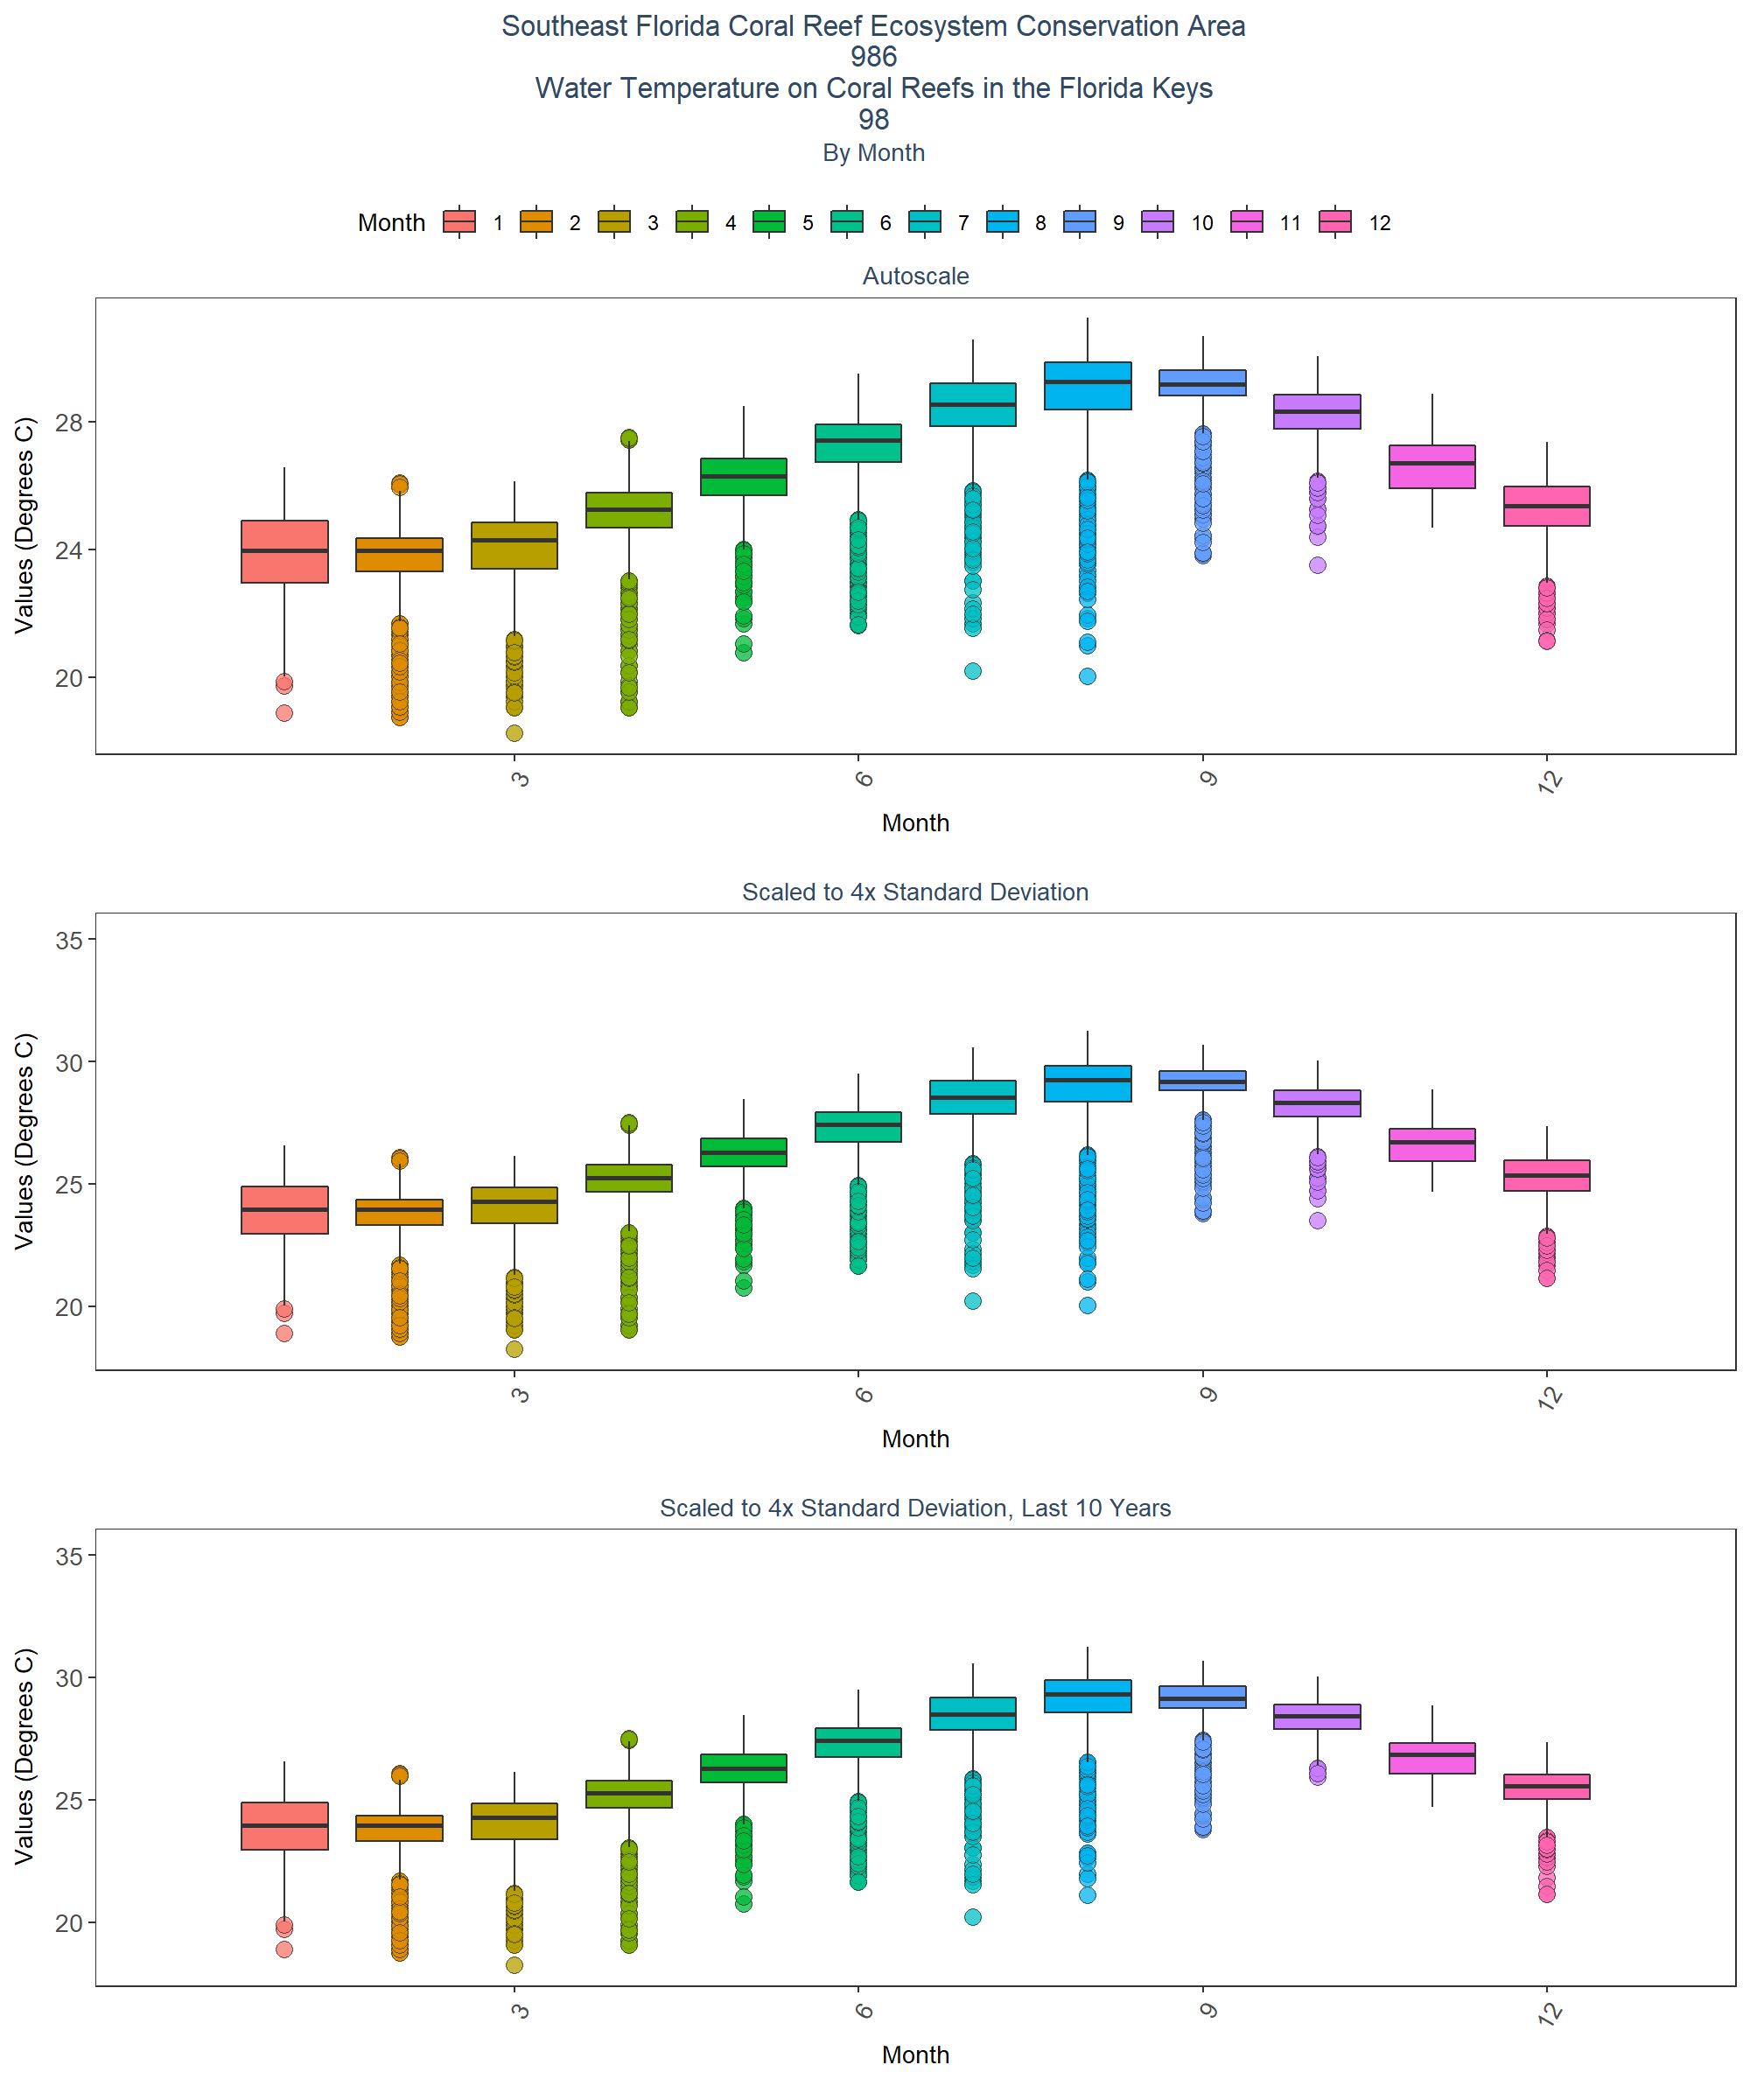 Southeast Florida Coral Reef Ecosystem Conservation Area
986
Water Temperature on Coral Reefs in the Florida Keys
98
By Month
Month 1 2 3 4 5 6 7 8 9 10 11 12
Autoscale
Values (Degrees C)
28
24
20
3 6 9 12
Month
Scaled to 4x Standard Deviation
Values (Degrees C)
35
30
25
20
3 6 9 12
Month
Scaled to 4x Standard Deviation, Last 10 Years
Values (Degrees C)
35
30
25
20
3 6 9 12
Month